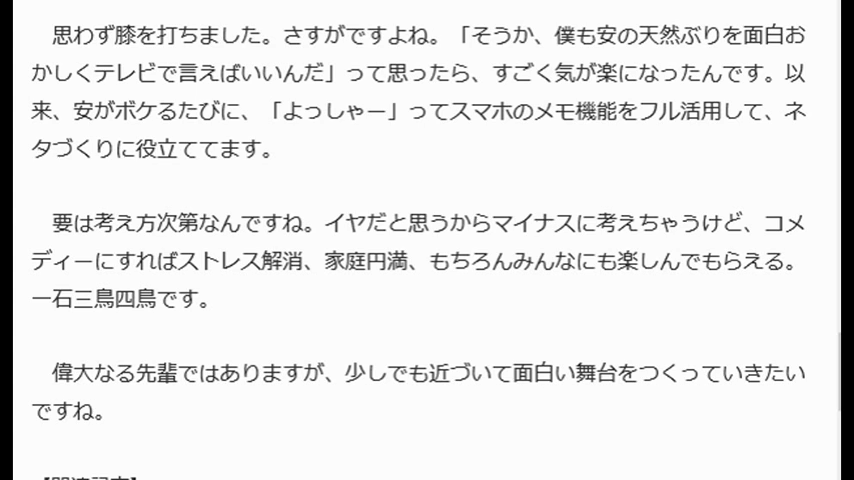 思わず膝を打ちました。さすがですよね。「そうか、僕も安の天然ぶりを面白お
かしくテレビで言えばいいんだ」って思ったら、すごく気が楽になったんです。以
来、安がボケるたびに、「よっしゃー」ってスマホのメモ機能をフル活用して、ネ
タづくりに役立ててます。
要は考え方次第なんですね。イヤだと思うからマイナスに考えちゃうけど、コメ
ディーにすればストレス解消、家庭円満、もちろんみんなにも楽しんでもらえる。
一石三鳥四鳥です。
偉大なる先輩ではありますが、少しでも近づいて面白い舞台をつくっていきたい
ですね。